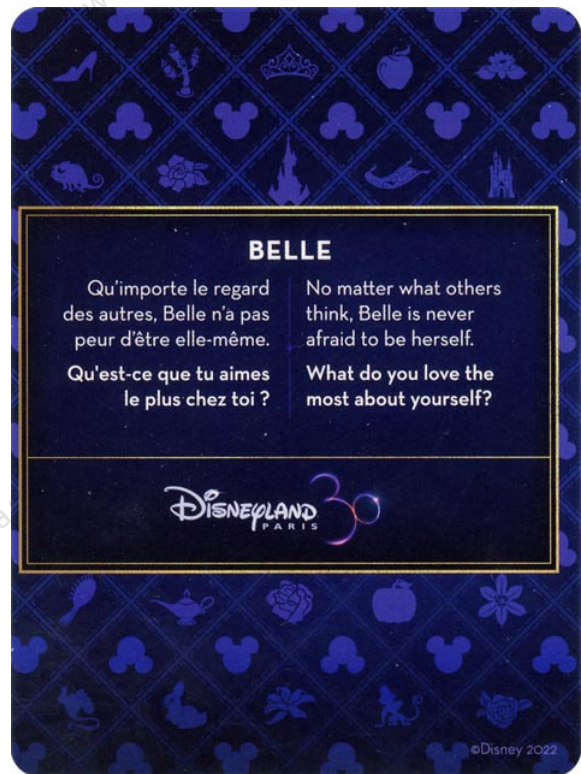 BELLE
Qu'importe le regard
des autres, Belle n'a pas
peur d'être elle-même.
Qu'est-ce que tu aimes
le plus chez toi ?
No matter what others
think, Belle is never
afraid to be herself.
What do you love the
most about yourself?
Disneyland 30
PARIS
©Disney 2022